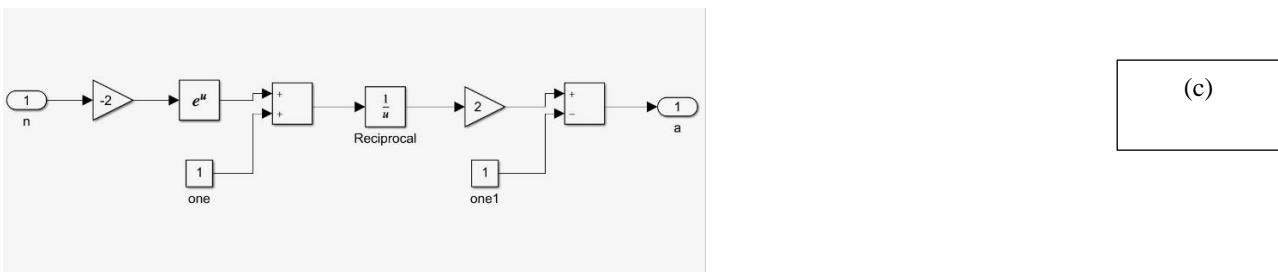 1
n
-2
e^u
+
+
1
one
1
u
Reciprocal
2
+
−
1
one1
1
a
(c)